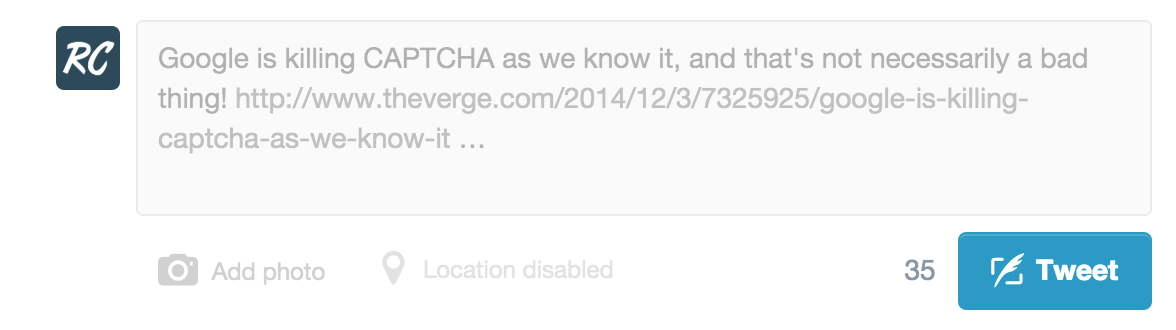 RC
Google is killing CAPTCHA as we know it, and that's not necessarily a bad
thing! http://www.theverge.com/2014/12/3/7325925/google-is-killing-
captcha-as-we-know-it …
Add photo Location disabled 35 Tweet